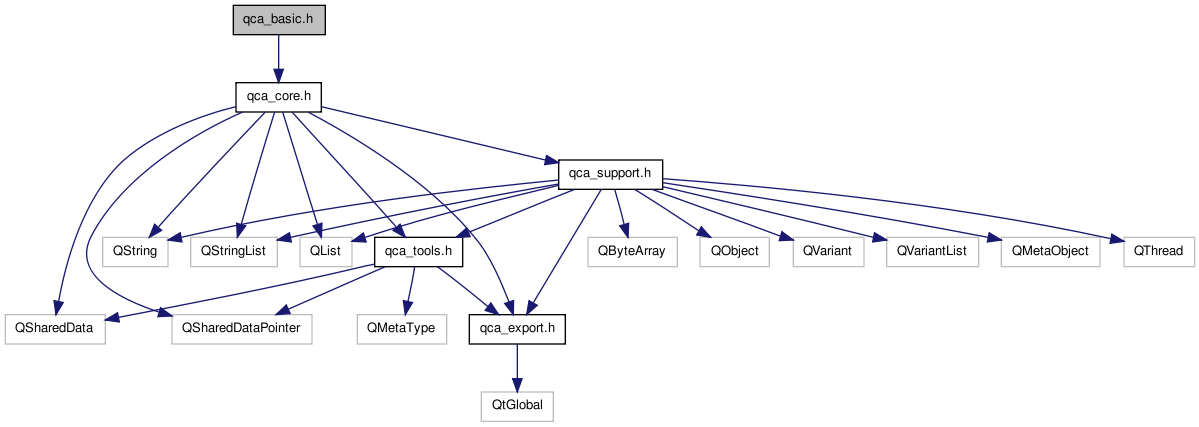 qca_basic.h
qca_core.h
qca_support.h
QString
QStringList
QList
qca_tools.h
QByteArray
QObject
QVariant
QVariantList
QMetaObject
QThread
QSharedData
QSharedDataPointer
QMetaType
qca_export.h
QtGlobal